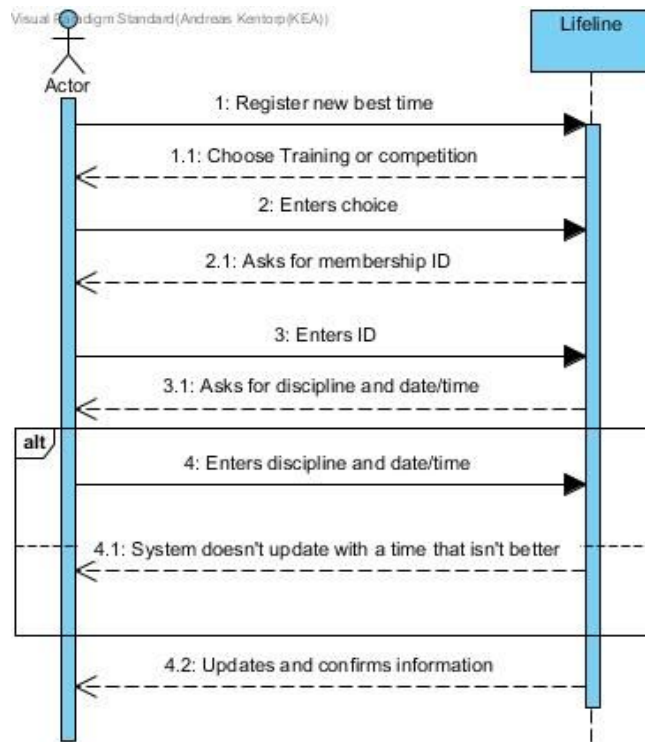 Visual Paradigm Standard(Andreas Kentorp(KEA))
Lifeline
Actor
1: Register new best time
1.1: Choose Training or competition
2: Enters choice
2.1: Asks for membership ID
3: Enters ID
3.1: Asks for discipline and date/time
alt
4: Enters discipline and date/time
4.1: System doesn't update with a time that isn't better
4.2: Updates and confirms information